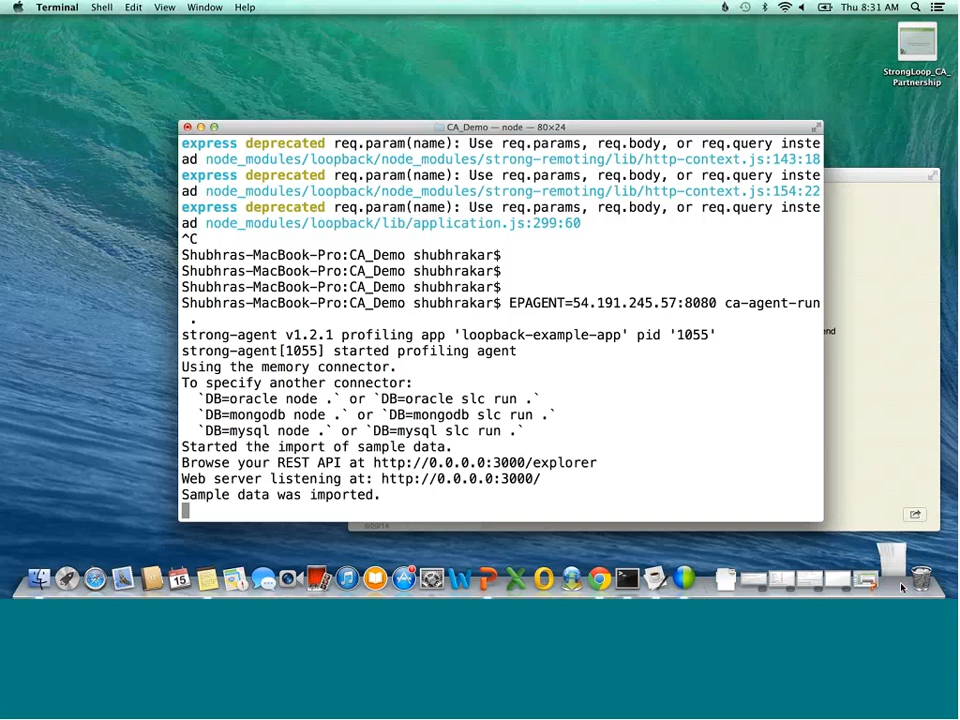 Terminal Shell Edit View Window Help
Thu 8:31 AM
StrongLoop_CA_
Partnership
CA_Demo — node — 80×24
express deprecated req.param(name): Use req.params, req.body, or req.query inste
ad node_modules/loopback/node_modules/strong-remoting/lib/http-context.js:143:18
express deprecated req.param(name): Use req.params, req.body, or req.query inste
ad node_modules/loopback/node_modules/strong-remoting/lib/http-context.js:154:22
express deprecated req.param(name): Use req.params, req.body, or req.query inste
ad node_modules/loopback/lib/application.js:299:60
^C
Shubhras-MacBook-Pro:CA_Demo shubhrakar$
Shubhras-MacBook-Pro:CA_Demo shubhrakar$
Shubhras-MacBook-Pro:CA_Demo shubhrakar$
Shubhras-MacBook-Pro:CA_Demo shubhrakar$ EPAGENT=54.191.245.57:8080 ca-agent-run
.
strong-agent v1.2.1 profiling app 'loopback-example-app' pid '1055'
strong-agent[1055] started profiling agent
Using the memory connector.
To specify another connector:
`DB=oracle node .` or `DB=oracle slc run .`
`DB=mongodb node .` or `DB=mongodb slc run .`
`DB=mysql node .` or `DB=mysql slc run .`
Started the import of sample data.
Browse your REST API at http://0.0.0.0:3000/explorer
Web server listening at: http://0.0.0.0:3000/
Sample data was imported.
end
8/29/14
15